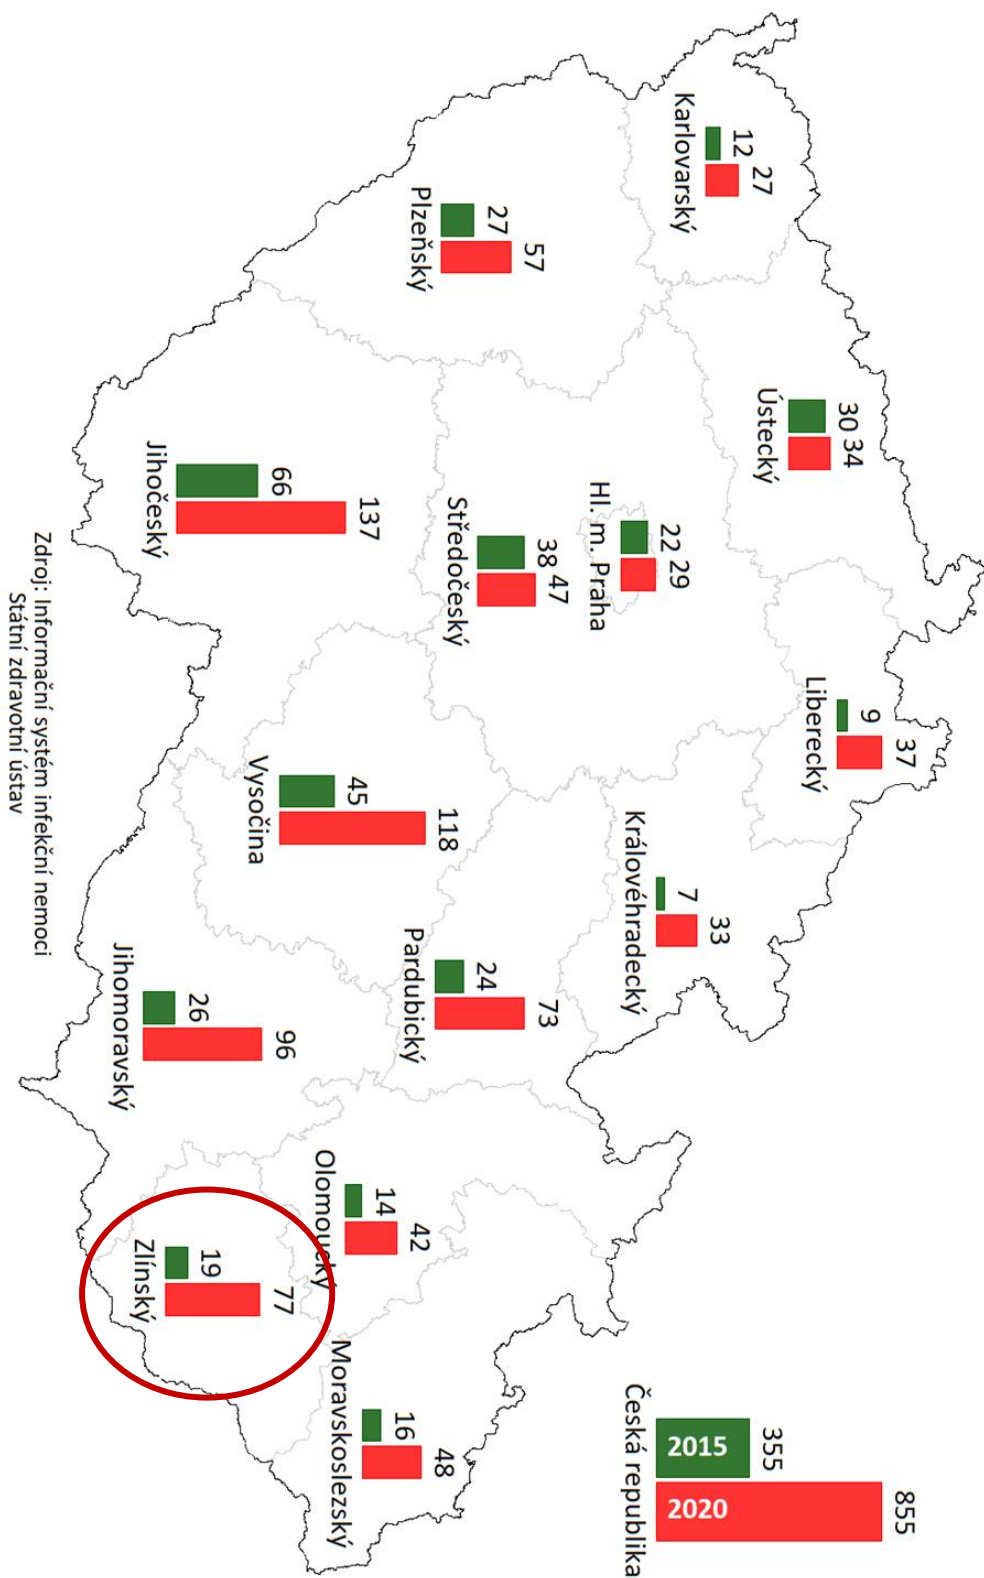 855
355
2015
2020
Česká republika
30 34
Ústecký
9 37
Liberecký
12 27
Karlovarský
22 29
Hl. m. Praha
7 33
Královéhradecký
27 57
Plzeňský
38 47
Středočeský
24 73
Pardubický
14 42
Olomoucký
16 48
Moravskoslezský
66 137
Jihočeský
45 118
Vysočina
26 96
Jihomoravský
19 77
Zlínský
Zdroj: Informační systém infekční nemoci
Státní zdravotní ústav